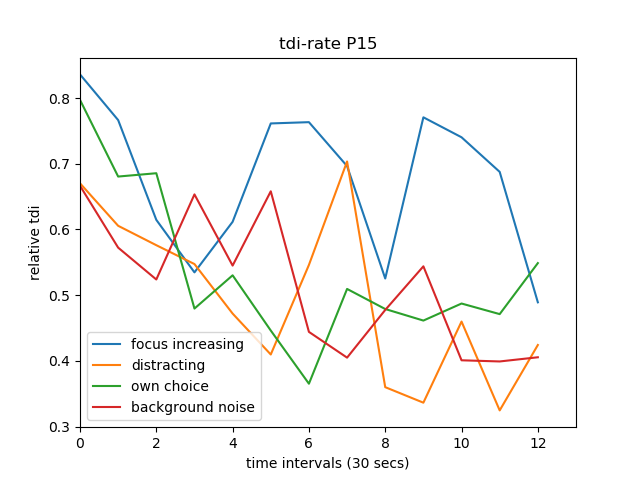 tdi-rate P15
relative tdi
0.8
0.7
0.6
0.5
0.4
0.3
focus increasing
distracting
own choice
background noise
0 2 4 6 8 10 12
time intervals (30 secs)